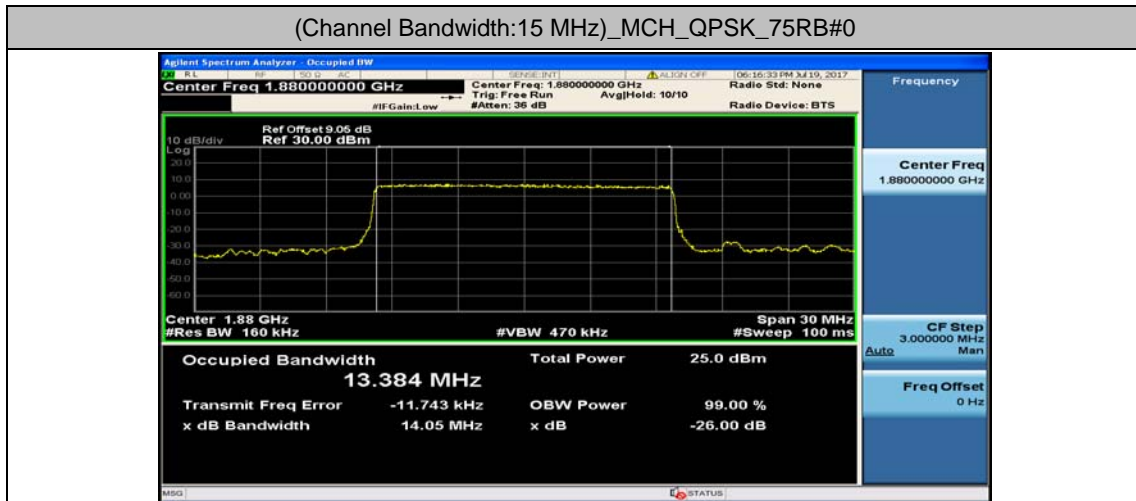 (Channel Bandwidth:15 MHz)_MCH_QPSK_75RB#0
Agilent Spectrum Analyzer - Occupied BW
RL RF 50 Ω AC SENSE:INT ALIGN OFF 06:16:33 PM Jul 19, 2017
Center Freq 1.880000000 GHz
Center Freq: 1.880000000 GHz
Radio Std: None
Trig: Free Run Avg|Hold: 10/10
#IFGain:Low
#Atten: 36 dB
Radio Device: BTS
Ref Offset 9.05 dB
10 dB/div Ref 30.00 dBm
Log
20.0
10.0
0.00
-10.0
-20.0
-30.0
-40.0
-50.0
-60.0
Center 1.88 GHz Span 30 MHz
#Res BW 160 kHz #VBW 470 kHz #Sweep 100 ms
Occupied Bandwidth Total Power 25.0 dBm
13.384 MHz
Transmit Freq Error -11.743 kHz OBW Power 99.00 %
x dB Bandwidth 14.05 MHz x dB -26.00 dB
MSG STATUS
Frequency
Center Freq
1.880000000 GHz
CF Step
3.000000 MHz
Auto Man
Freq Offset
0 Hz